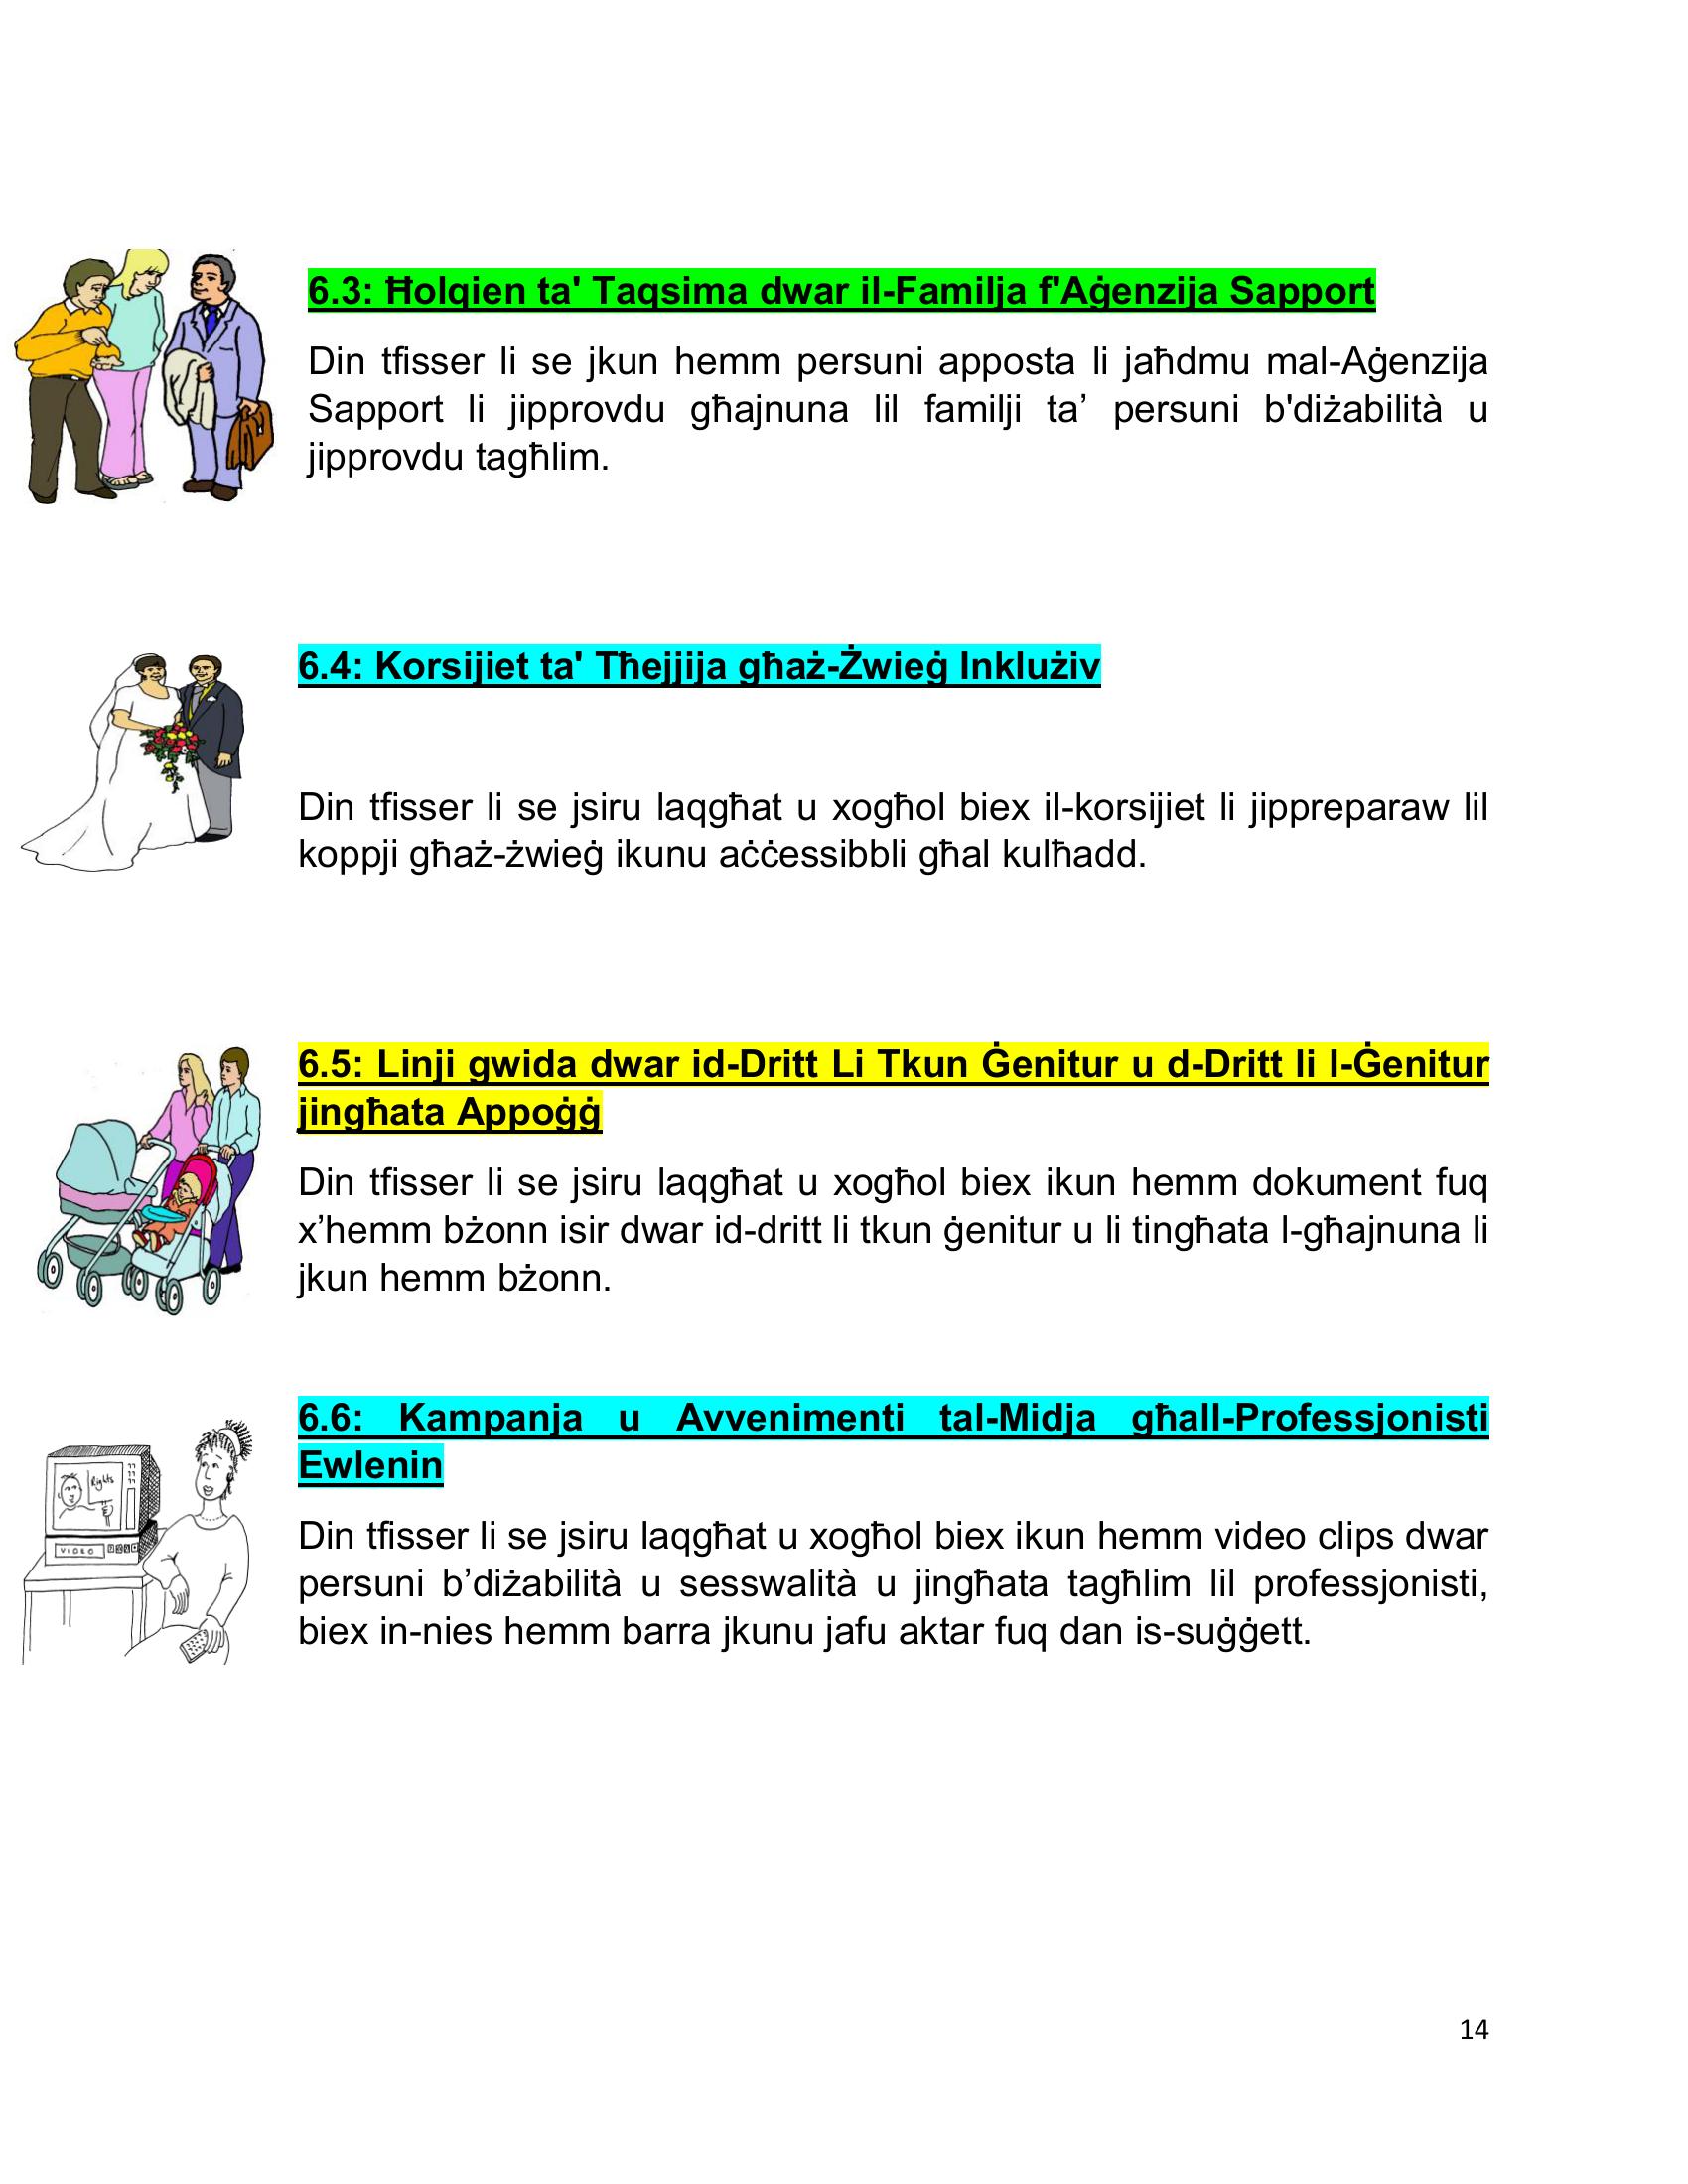 6.3: Ħolqien ta' Taqsima dwar il-Familja f'Aġenzija Sapport
Din tfisser li se jkun hemm persuni apposta li jaħdmu mal-Aġenzija
Sapport li jipprovdu għajnuna lil familji ta’ persuni b'diżabilità u
jipprovdu tagħlim.
6.4: Korsijiet ta' Tħejjija għaż-Żwieġ Inklużiv
Din tfisser li se jsiru laqgħat u xogħol biex il-korsijiet li jippreparaw lil
koppji għaż-żwieġ ikunu aċċessibbli għal kulħadd.
6.5: Linji gwida dwar id-Dritt Li Tkun Ġenitur u d-Dritt li l-Ġenitur
jingħata Appoġġ
Din tfisser li se jsiru laqgħat u xogħol biex ikun hemm dokument fuq
x’hemm bżonn isir dwar id-dritt li tkun ġenitur u li tingħata l-għajnuna li
jkun hemm bżonn.
6.6: Kampanja u Avvenimenti tal-Midja għall-Professjonisti
Ewlenin
Rights
VIDEO
Din tfisser li se jsiru laqgħat u xogħol biex ikun hemm video clips dwar
persuni b’diżabilità u sesswalità u jingħata tagħlim lil professjonisti,
biex in-nies hemm barra jkunu jafu aktar fuq dan is-suġġett.
14